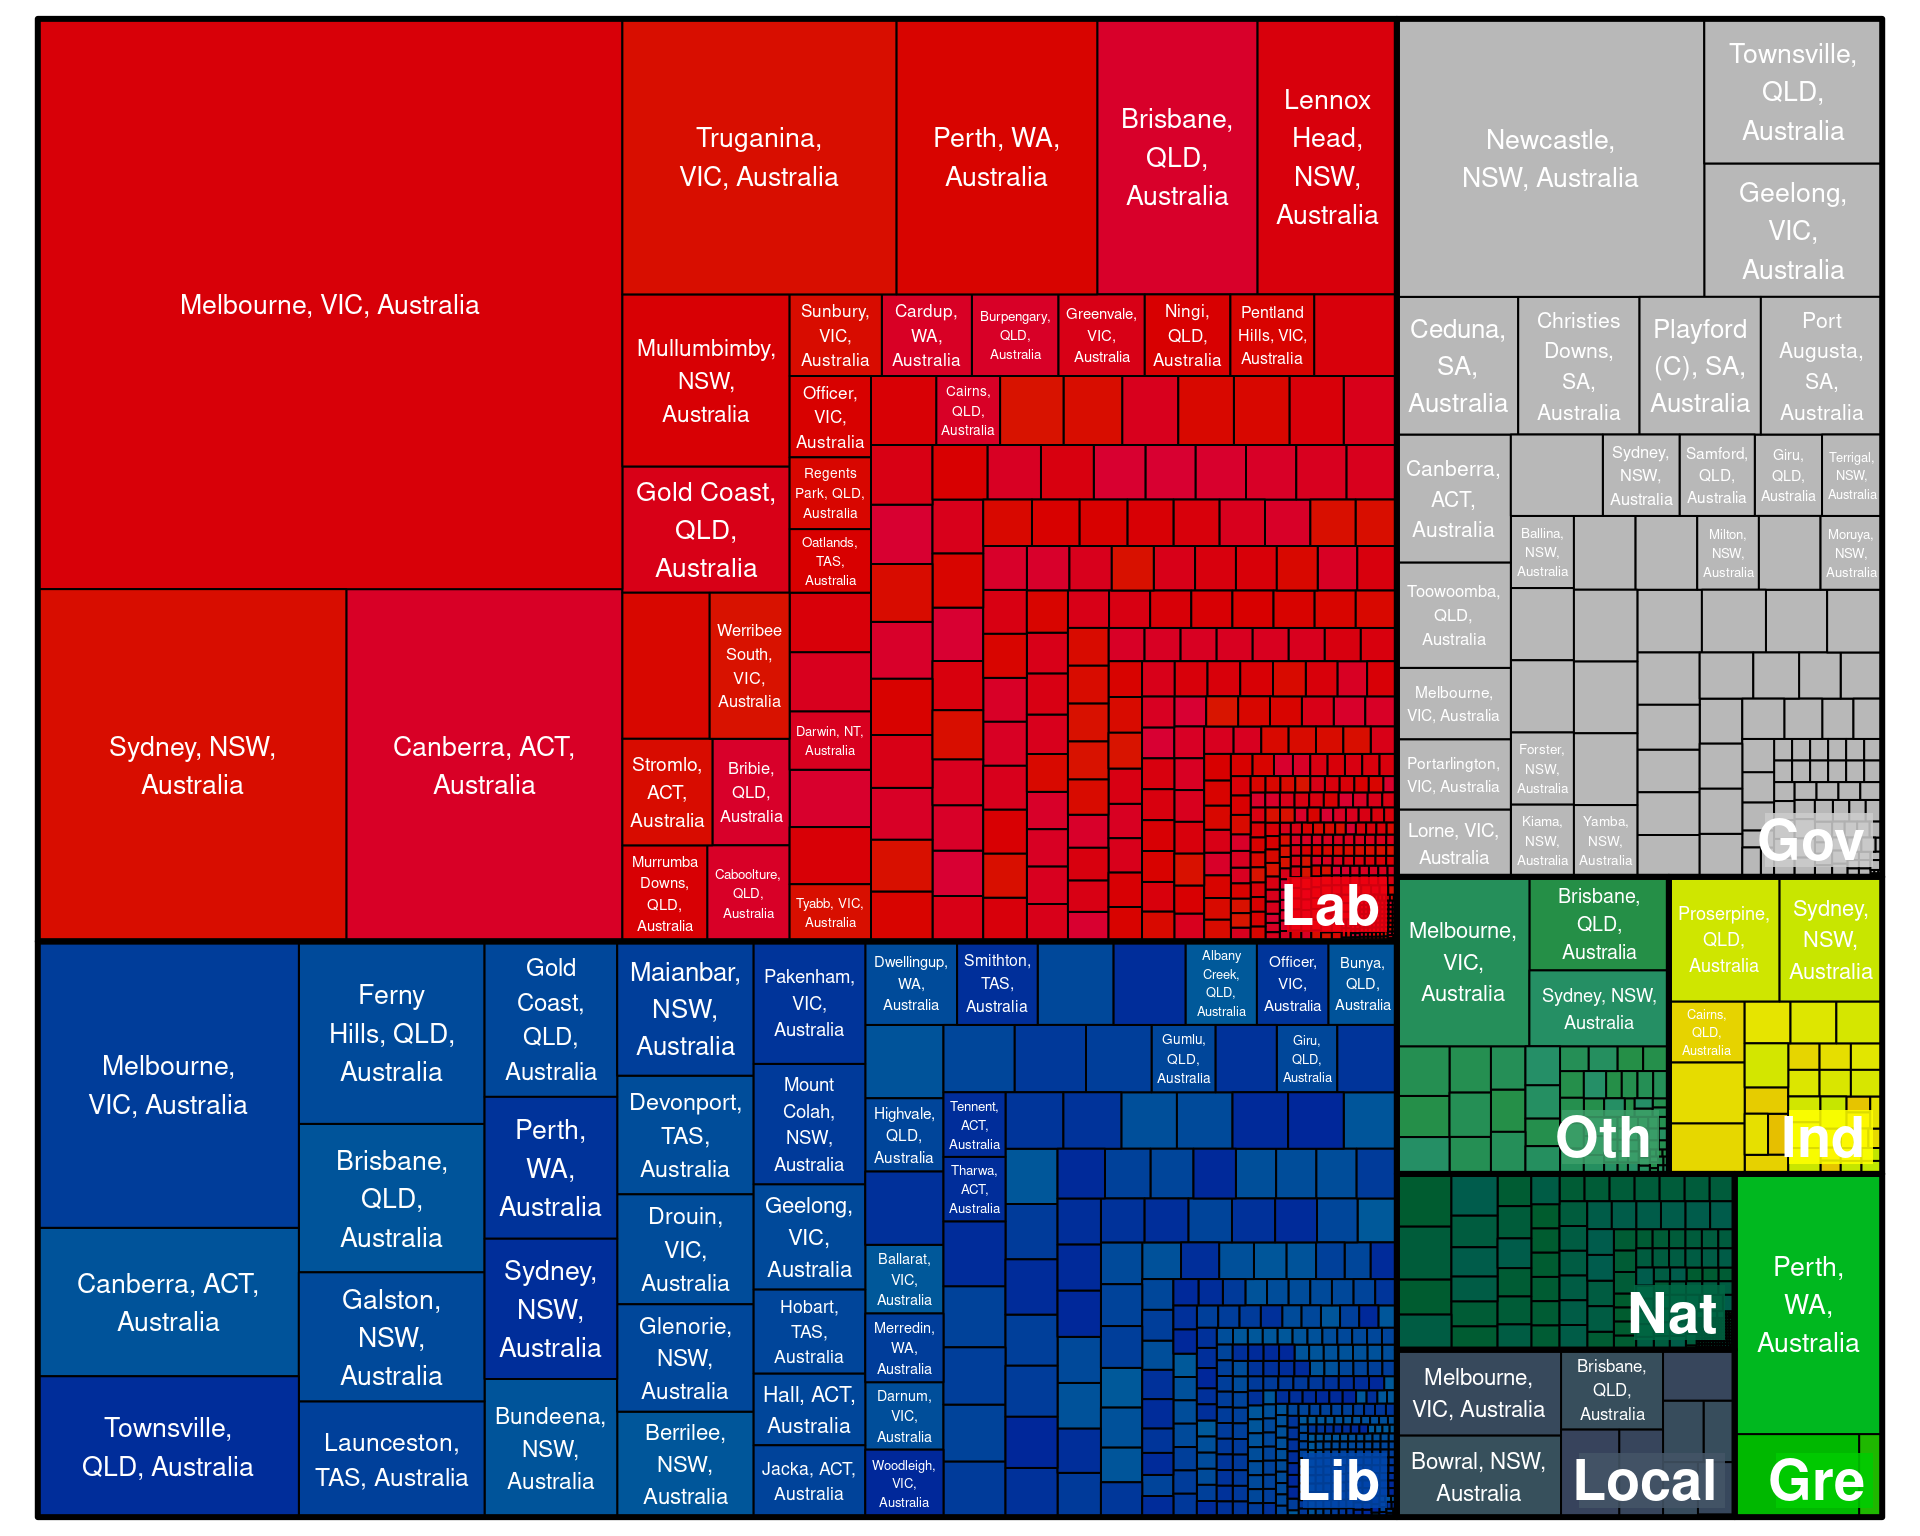 Melbourne, VIC, Australia
Sydney, NSW,
Australia
Canberra, ACT,
Australia
Truganina,
VIC, Australia
Perth, WA,
Australia
Brisbane,
QLD,
Australia
Lennox
Head,
NSW,
Australia
Mullumbimby,
NSW,
Australia
Gold Coast,
QLD,
Australia
Werribee
South,
VIC,
Australia
Stromlo,
ACT,
Australia
Bribie,
QLD,
Australia
Murrumba
Downs,
QLD,
Australia
Caboolture,
QLD,
Australia
Sunbury,
VIC,
Australia
Cardup,
WA,
Australia
Burpengary,
QLD,
Australia
Greenvale,
VIC,
Australia
Ningi,
QLD,
Australia
Pentland
Hills, VIC,
Australia
Officer,
VIC,
Australia
Cairns,
QLD,
Australia
Regents
Park, QLD,
Australia
Oatlands,
TAS,
Australia
Darwin, NT,
Australia
Tyabb, VIC,
Australia
Lab
Newcastle,
NSW, Australia
Townsville,
QLD,
Australia
Geelong,
VIC,
Australia
Ceduna,
SA,
Australia
Christies
Downs,
SA,
Australia
Playford
(C), SA,
Australia
Port
Augusta,
SA,
Australia
Canberra,
ACT,
Australia
Sydney,
NSW,
Australia
Samford,
QLD,
Australia
Giru,
QLD,
Australia
Terrigal,
NSW,
Australia
Ballina,
NSW,
Australia
Milton,
NSW,
Australia
Moruya,
NSW,
Australia
Toowoomba,
QLD,
Australia
Melbourne,
VIC, Australia
Portarlington,
VIC, Australia
Forster,
NSW,
Australia
Lorne, VIC,
Australia
Kiama,
NSW,
Australia
Yamba,
NSW,
Australia
Gov
Melbourne,
VIC, Australia
Canberra, ACT,
Australia
Townsville,
QLD, Australia
Ferny
Hills, QLD,
Australia
Brisbane,
QLD,
Australia
Galston,
NSW,
Australia
Launceston,
TAS, Australia
Gold
Coast,
QLD,
Australia
Perth,
WA,
Australia
Sydney,
NSW,
Australia
Bundeena,
NSW,
Australia
Maianbar,
NSW,
Australia
Devonport,
TAS,
Australia
Drouin,
VIC,
Australia
Glenorie,
NSW,
Australia
Berrilee,
NSW,
Australia
Pakenham,
VIC,
Australia
Mount
Colah,
NSW,
Australia
Geelong,
VIC,
Australia
Hobart,
TAS,
Australia
Hall, ACT,
Australia
Jacka, ACT,
Australia
Dwellingup,
WA,
Australia
Smithton,
TAS,
Australia
Albany
Creek,
QLD,
Australia
Officer,
VIC,
Australia
Bunya,
QLD,
Australia
Gumlu,
QLD,
Australia
Giru,
QLD,
Australia
Highvale,
QLD,
Australia
Tennent,
ACT,
Australia
Tharwa,
ACT,
Australia
Ballarat,
VIC,
Australia
Merredin,
WA,
Australia
Darnum,
VIC,
Australia
Woodleigh,
VIC,
Australia
Lib
Melbourne,
VIC,
Australia
Brisbane,
QLD,
Australia
Sydney, NSW,
Australia
Oth
Proserpine,
QLD,
Australia
Sydney,
NSW,
Australia
Cairns,
QLD,
Australia
Ind
Nat
Perth,
WA,
Australia
Gre
Melbourne,
VIC, Australia
Brisbane,
QLD,
Australia
Bowral, NSW,
Australia
Local